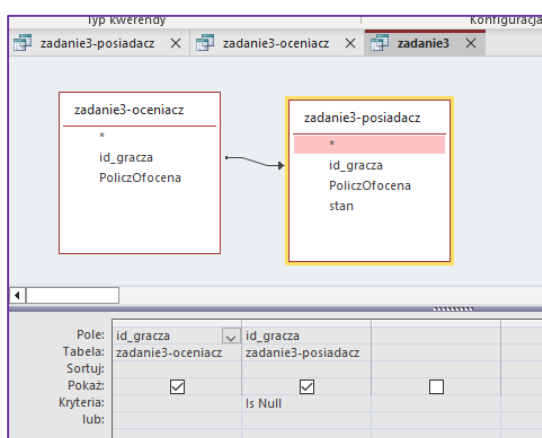 Typ kwerendy
Konfiguracja
zadanie3-posiadacz
zadanie3-oceniacz
zadanie3
zadanie3-oceniacz
*
id_gracza
PoliczOfocena
zadanie3-posiadacz
*
id_gracza
PoliczOfocena
stan
Pole: id_gracza id_gracza
Tabela: zadanie3-oceniacz zadanie3-posiadacz
Sortuj:
Pokaż:
Kryteria: Is Null
lub: